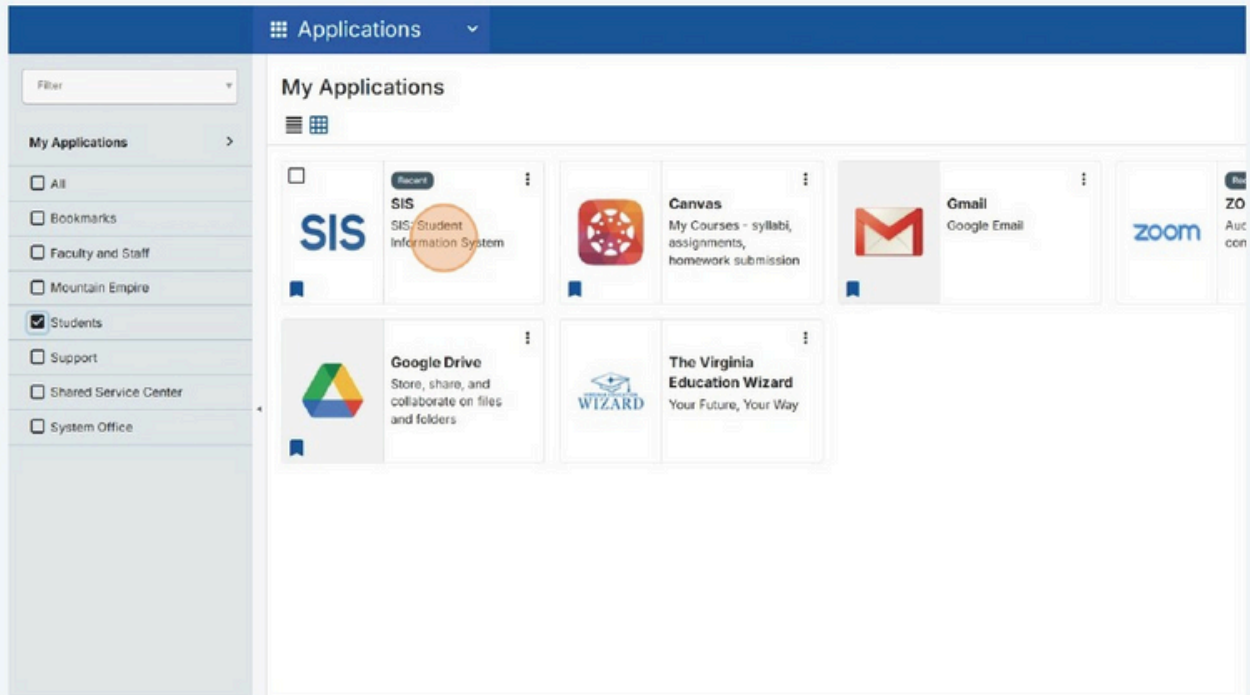 Applications
Filter
My Applications
All
Bookmarks
Faculty and Staff
Mountain Empire
Students
Support
Shared Service Center
System Office
My Applications
SIS
Recent
SIS
SIS: Student
Information System
Canvas
My Courses - syllabi,
assignments,
homework submission
Gmail
Google Email
zoom
ZO
Google Drive
Store, share, and
collaborate on files
and folders
WIZARD
The Virginia
Education Wizard
Your Future, Your Way